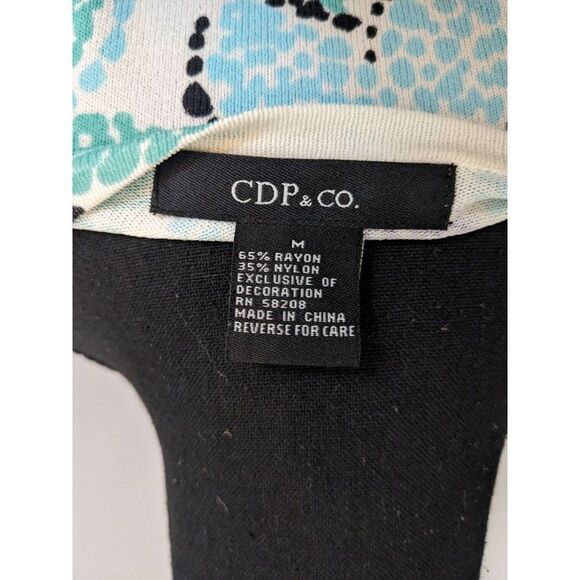 CDP & CO.
M
65% RAYON
35% NYLON
EXCLUSIVE OF
DECORATION
RN 58208
MADE IN CHINA
REVERSE FOR CARE